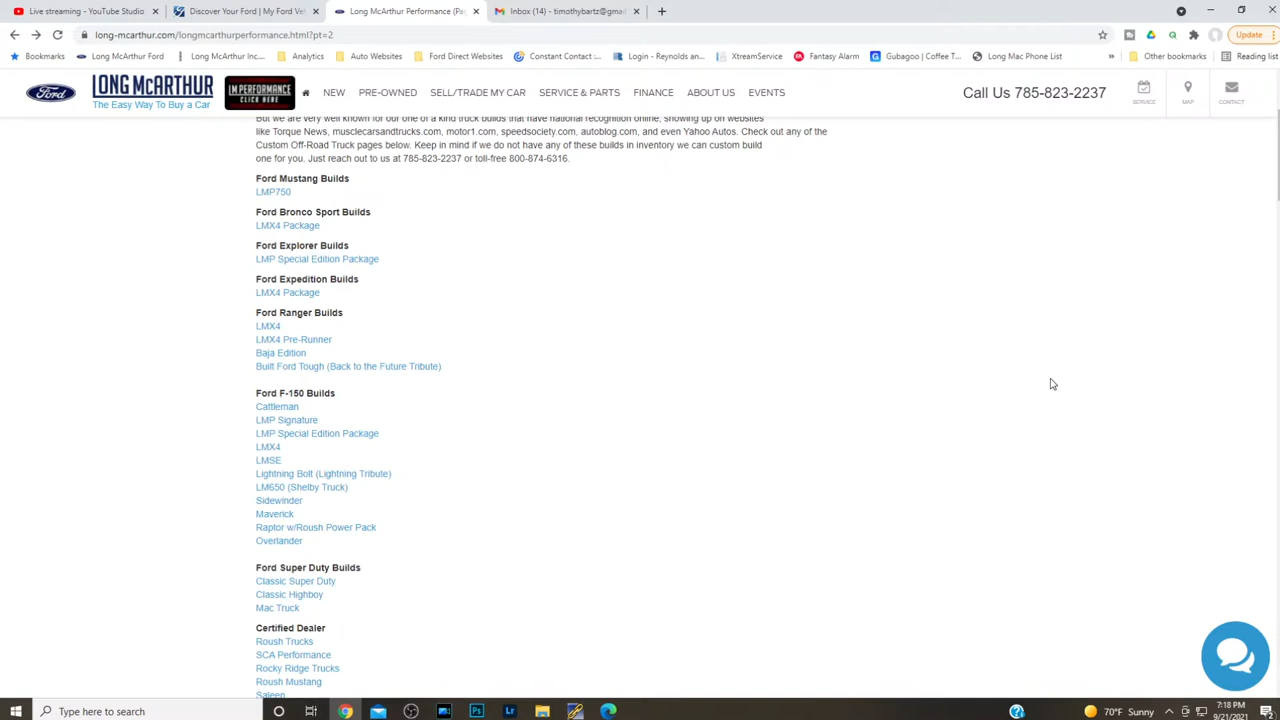 Live streaming - YouTube Studio
Discover Your Ford | My Ford Veh
Long McArthur Performance (Pa
Inbox (14) - timothybartz@gmail
long-mcarthur.com/longmcarthurperformance.html?pt=2
Update
Bookmarks
Long McArthur Ford
Long McArthur Inc....
Analytics
Auto Websites
Ford Direct Websites
Constant Contact :...
Login - Reynolds an...
XtreamService
Fantasy Alarm
Gubagoo | Coffee T...
Long Mac Phone List
»
Other bookmarks
Reading list
Ford
LONG McARTHUR
The Easy Way To Buy a Car
LM PERFORMANCE
CLICK HERE
NEW
PRE-OWNED
SELL/TRADE MY CAR
SERVICE & PARTS
FINANCE
ABOUT US
EVENTS
Call Us 785-823-2237
SERVICE
MAP
CONTACT
But we are very well known for our one of a kind truck builds that have national recognition online, showing up on websites
like Torque News, musclecarsandtrucks.com, motor1.com, speedsociety.com, autoblog.com, and even Yahoo Autos. Check out any of the
Custom Off-Road Truck pages below. Keep in mind if we do not have any of these builds in inventory we can custom build
one for you. Just reach out to us at 785-823-2237 or toll-free 800-874-6316.
Ford Mustang Builds
LMP750
Ford Bronco Sport Builds
LMX4 Package
Ford Explorer Builds
LMP Special Edition Package
Ford Expedition Builds
LMX4 Package
Ford Ranger Builds
LMX4
LMX4 Pre-Runner
Baja Edition
Built Ford Tough (Back to the Future Tribute)
Ford F-150 Builds
Cattleman
LMP Signature
LMP Special Edition Package
LMX4
LMSE
Lightning Bolt (Lightning Tribute)
LM650 (Shelby Truck)
Sidewinder
Maverick
Raptor w/Roush Power Pack
Overlander
Ford Super Duty Builds
Classic Super Duty
Classic Highboy
Mac Truck
Certified Dealer
Roush Trucks
SCA Performance
Rocky Ridge Trucks
Roush Mustang
Saleen
Type here to search
Ps
Lr
70°F Sunny
7:18 PM
9/21/2021